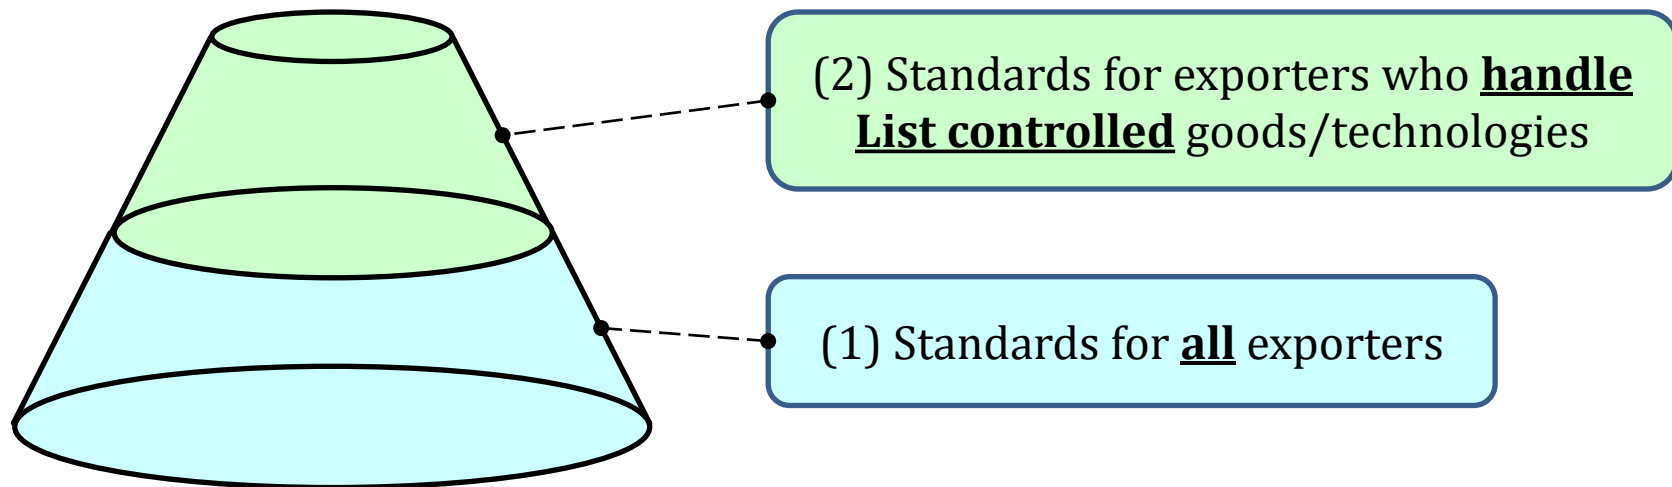 (2) Standards for exporters who handle
List controlled goods/technologies
(1) Standards for all exporters